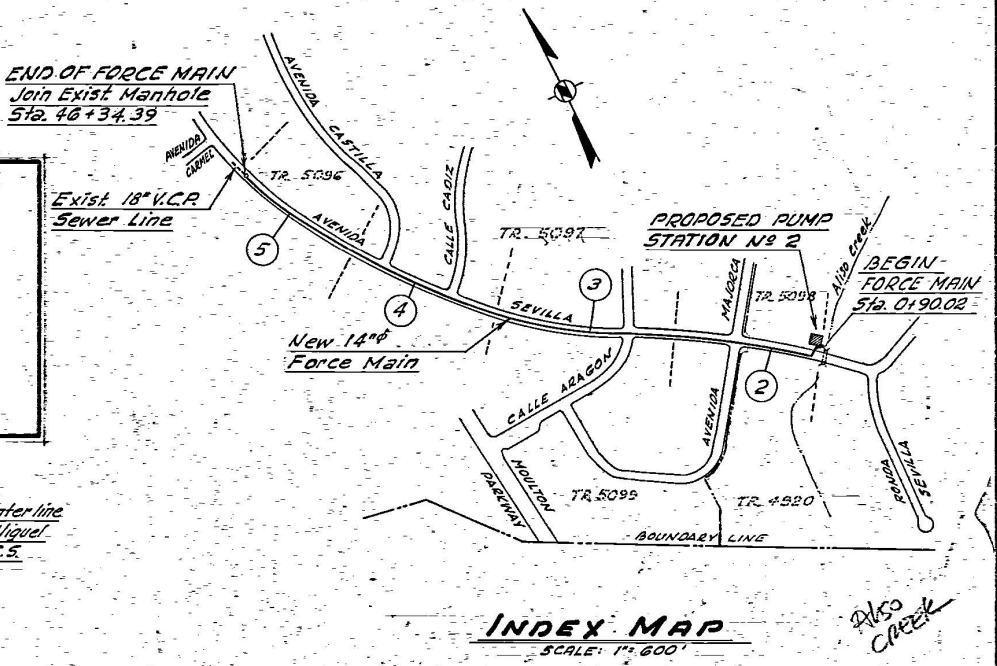 END OF FORCE MAIN
Join Exist. Manhole
Sta. 46+34.39
AVENIDA
CARMEL
Exist. 18" V.C.P.
Sewer Line
AVENIDA
CASTILLA
TR. 5096
5
AVENIDA
4
CALLE CADIZ
TR. 5097
SEVILLA
3
New 14"ϕ
Force Main
PROPOSED PUMP
STATION Nº 2
Aliso Creek
BEGIN
FORCE MAIN
Sta. 0+90.02
MAJORCA
TR. 5098
2
CALLE ARAGON
AVENIDA
MOULTON
PARKWAY
TR. 5099
TR. 4920
RONDA
SEVILLA
BOUNDARY LINE
INDEX MAP
SCALE: 1"=600'
Aliso
CREEK